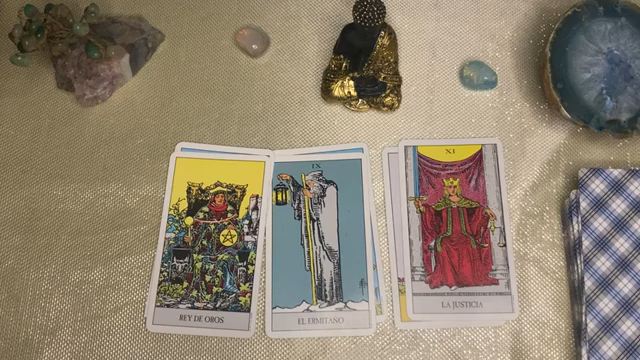 REY DE OROS
IX
EL ERMITAÑO
XI
LA JUSTICIA